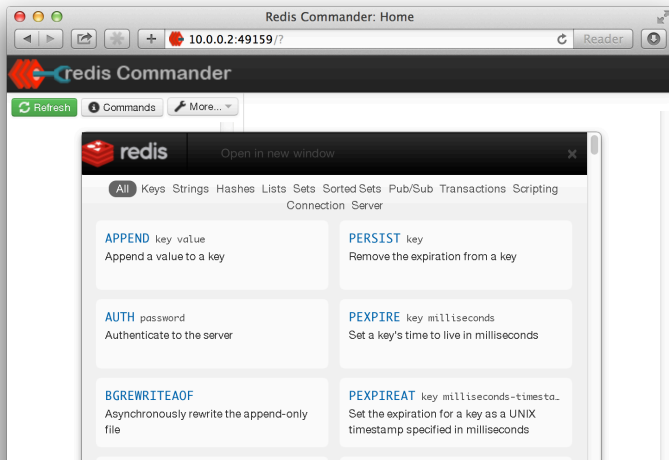 Redis Commander: Home
10.0.0.2:49159/?
Reader
redis Commander
Refresh
Commands
More...
redis
Open in new window
All Keys Strings Hashes Lists Sets Sorted Sets Pub/Sub Transactions Scripting
Connection Server
APPEND key value
Append a value to a key
PERSIST key
Remove the expiration from a key
AUTH password
Authenticate to the server
PEXPIRE key milliseconds
Set a key's time to live in milliseconds
BGREWRITEAOF
Asynchronously rewrite the append-only
file
PEXPIREAT key milliseconds-timesta…
Set the expiration for a key as a UNIX
timestamp specified in milliseconds